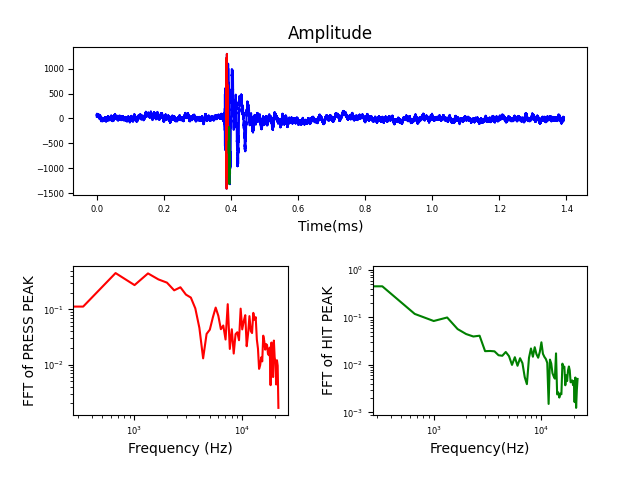 Amplitude
1000
500
0
−500
−1000
−1500
0.0 0.2 0.4 0.6 0.8 1.0 1.2 1.4
Time(ms)
FFT of PRESS PEAK
10⁻¹
10⁻²
10³ 10⁴
Frequency (Hz)
FFT of HIT PEAK
10⁰
10⁻¹
10⁻²
10⁻³
10³ 10⁴
Frequency(Hz)